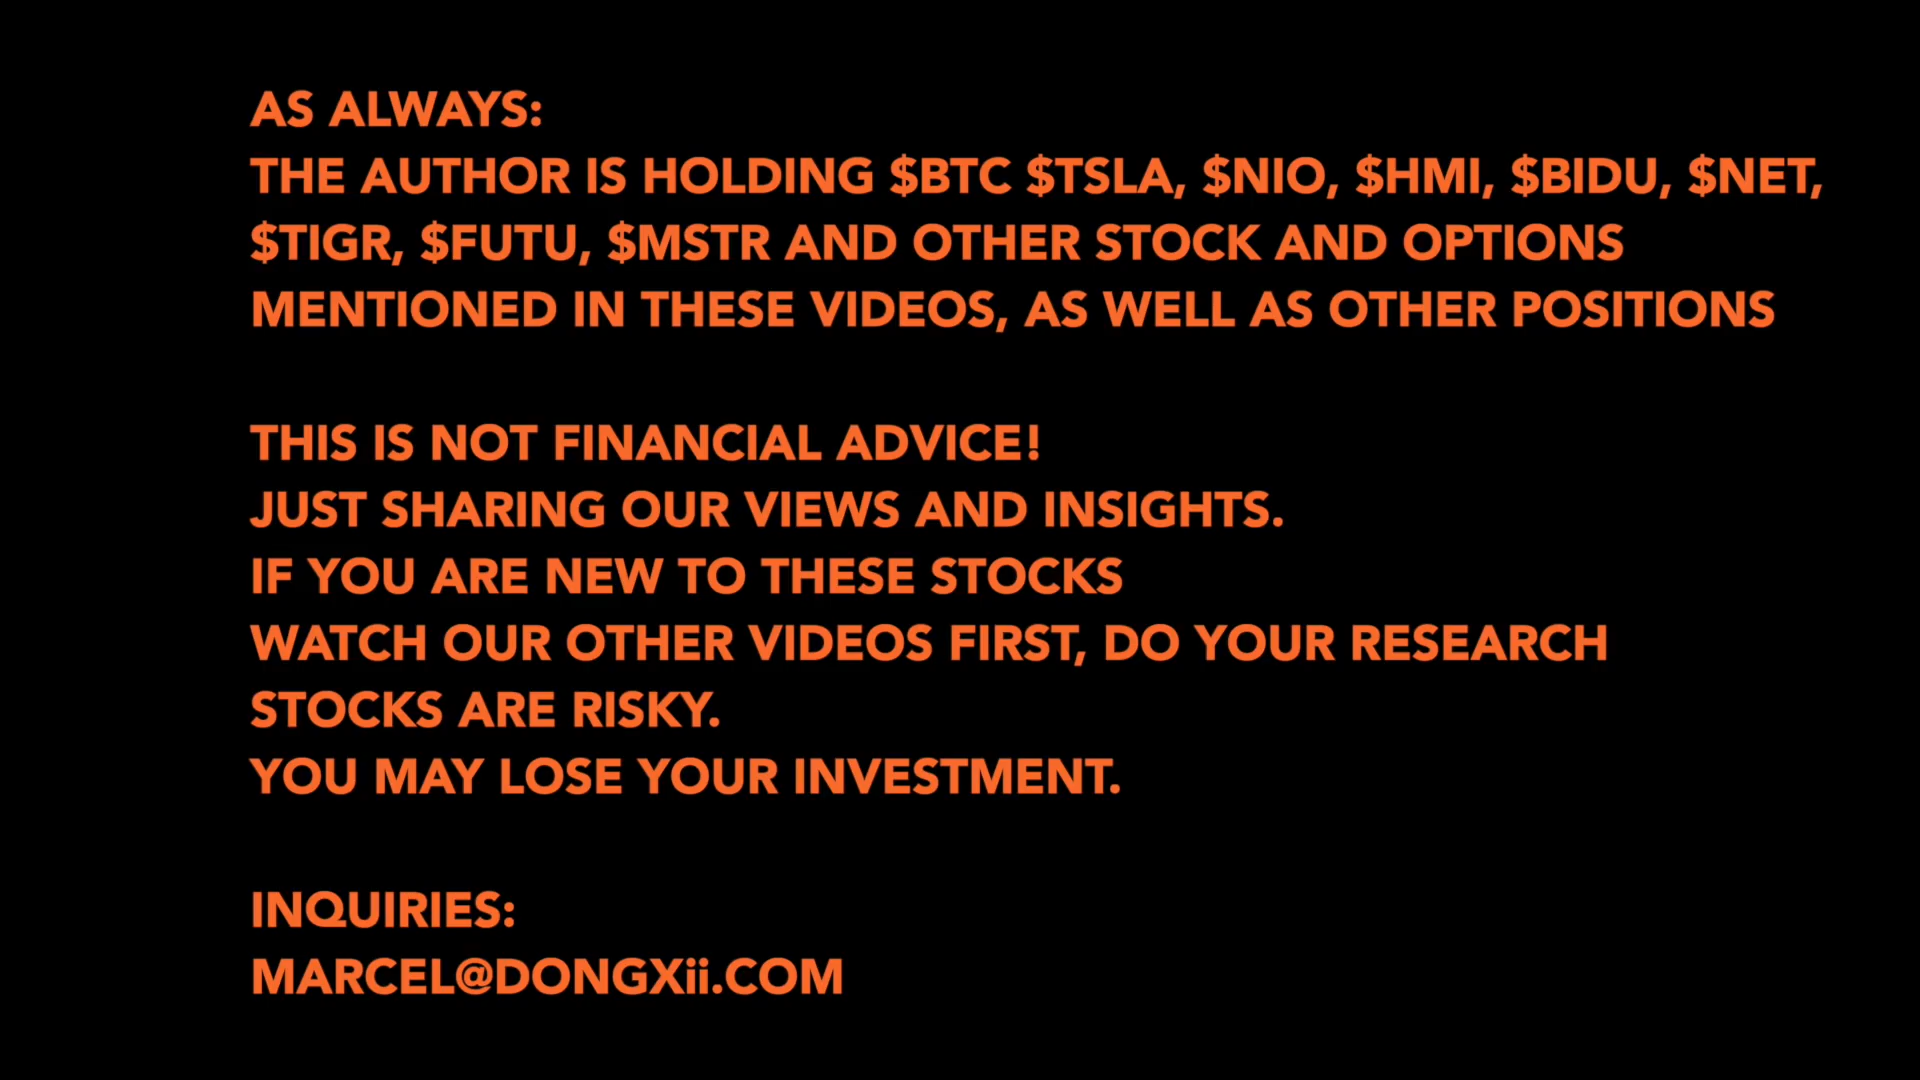 AS ALWAYS:
THE AUTHOR IS HOLDING $BTC $TSLA, $NIO, $HMI, $BIDU, $NET,
$TIGR, $FUTU, $MSTR AND OTHER STOCK AND OPTIONS
MENTIONED IN THESE VIDEOS, AS WELL AS OTHER POSITIONS
THIS IS NOT FINANCIAL ADVICE!
JUST SHARING OUR VIEWS AND INSIGHTS.
IF YOU ARE NEW TO THESE STOCKS
WATCH OUR OTHER VIDEOS FIRST, DO YOUR RESEARCH
STOCKS ARE RISKY.
YOU MAY LOSE YOUR INVESTMENT.
INQUIRIES:
MARCEL@DONGXii.COM